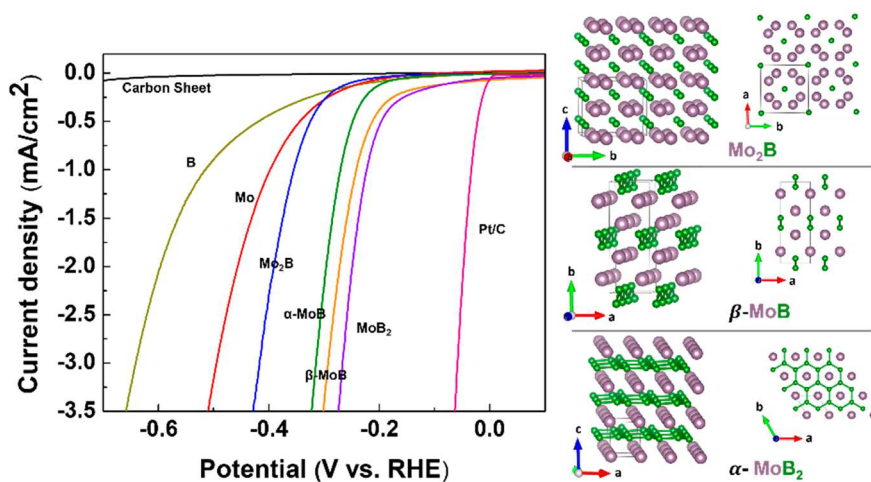 Current density (mA/cm²)
0.0
-0.5
-1.0
-1.5
-2.0
-2.5
-3.0
-3.5
-0.6
-0.4
-0.2
0.0
Potential (V vs. RHE)
Carbon Sheet
B
Mo
Mo₂B
α-MoB
β-MoB
MoB₂
Pt/C
c
b
a
a
b
Mo₂B
b
a
b
a
β-MoB
c
a
b
a
α- MoB₂